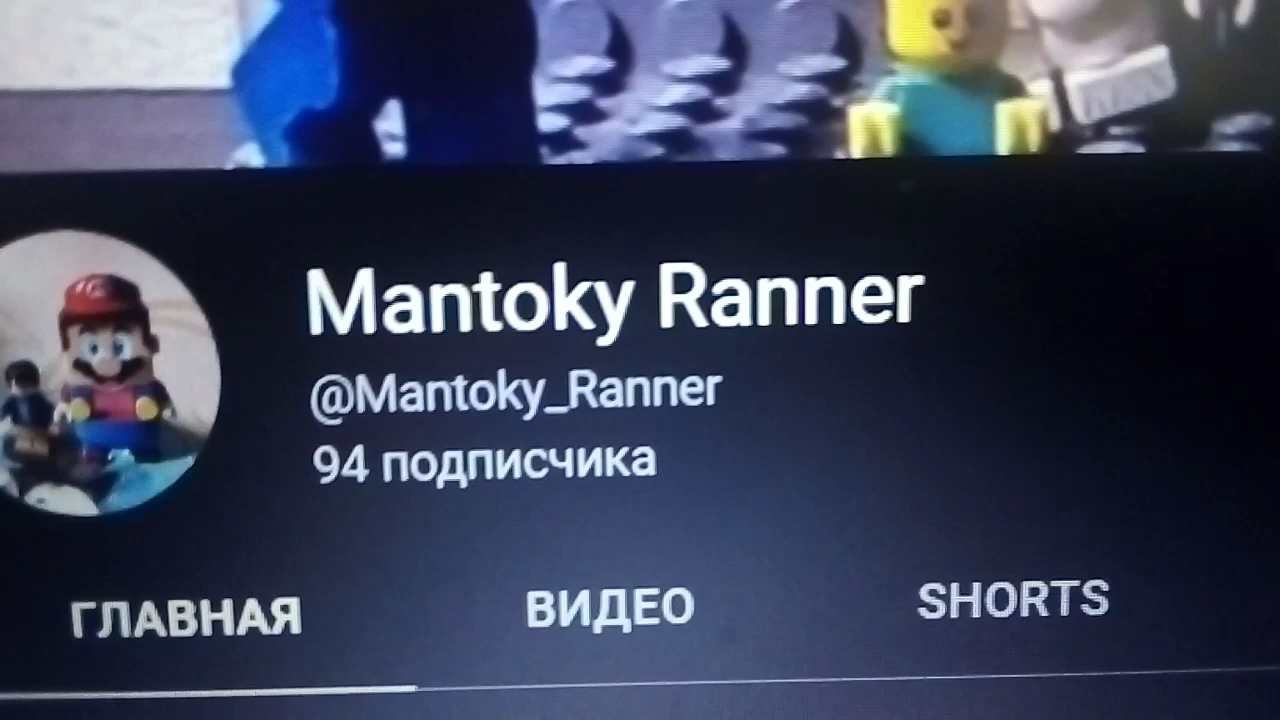 Mantoky Ranner
@Mantoky_Ranner
94 подписчика
ГЛАВНАЯ ВИДЕО SHORTS